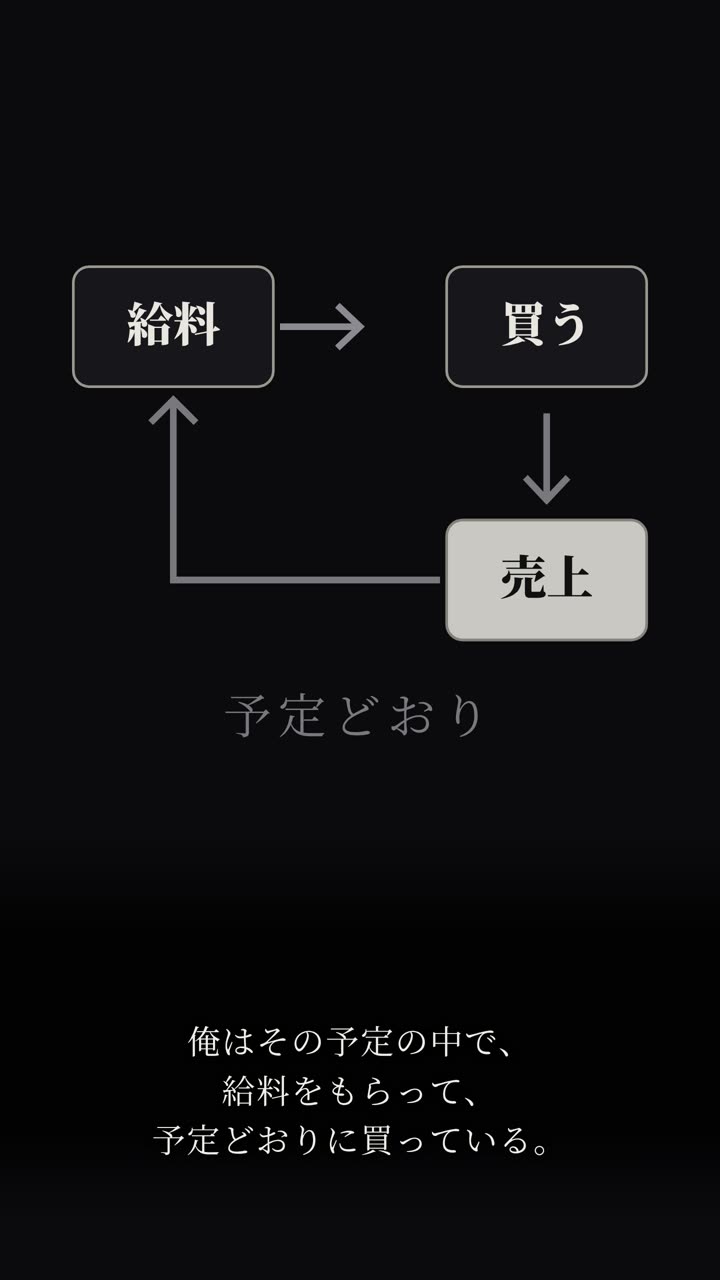 給料
買う
売上
予定どおり
俺はその予定の中で、
給料をもらって、
予定どおりに買っている。